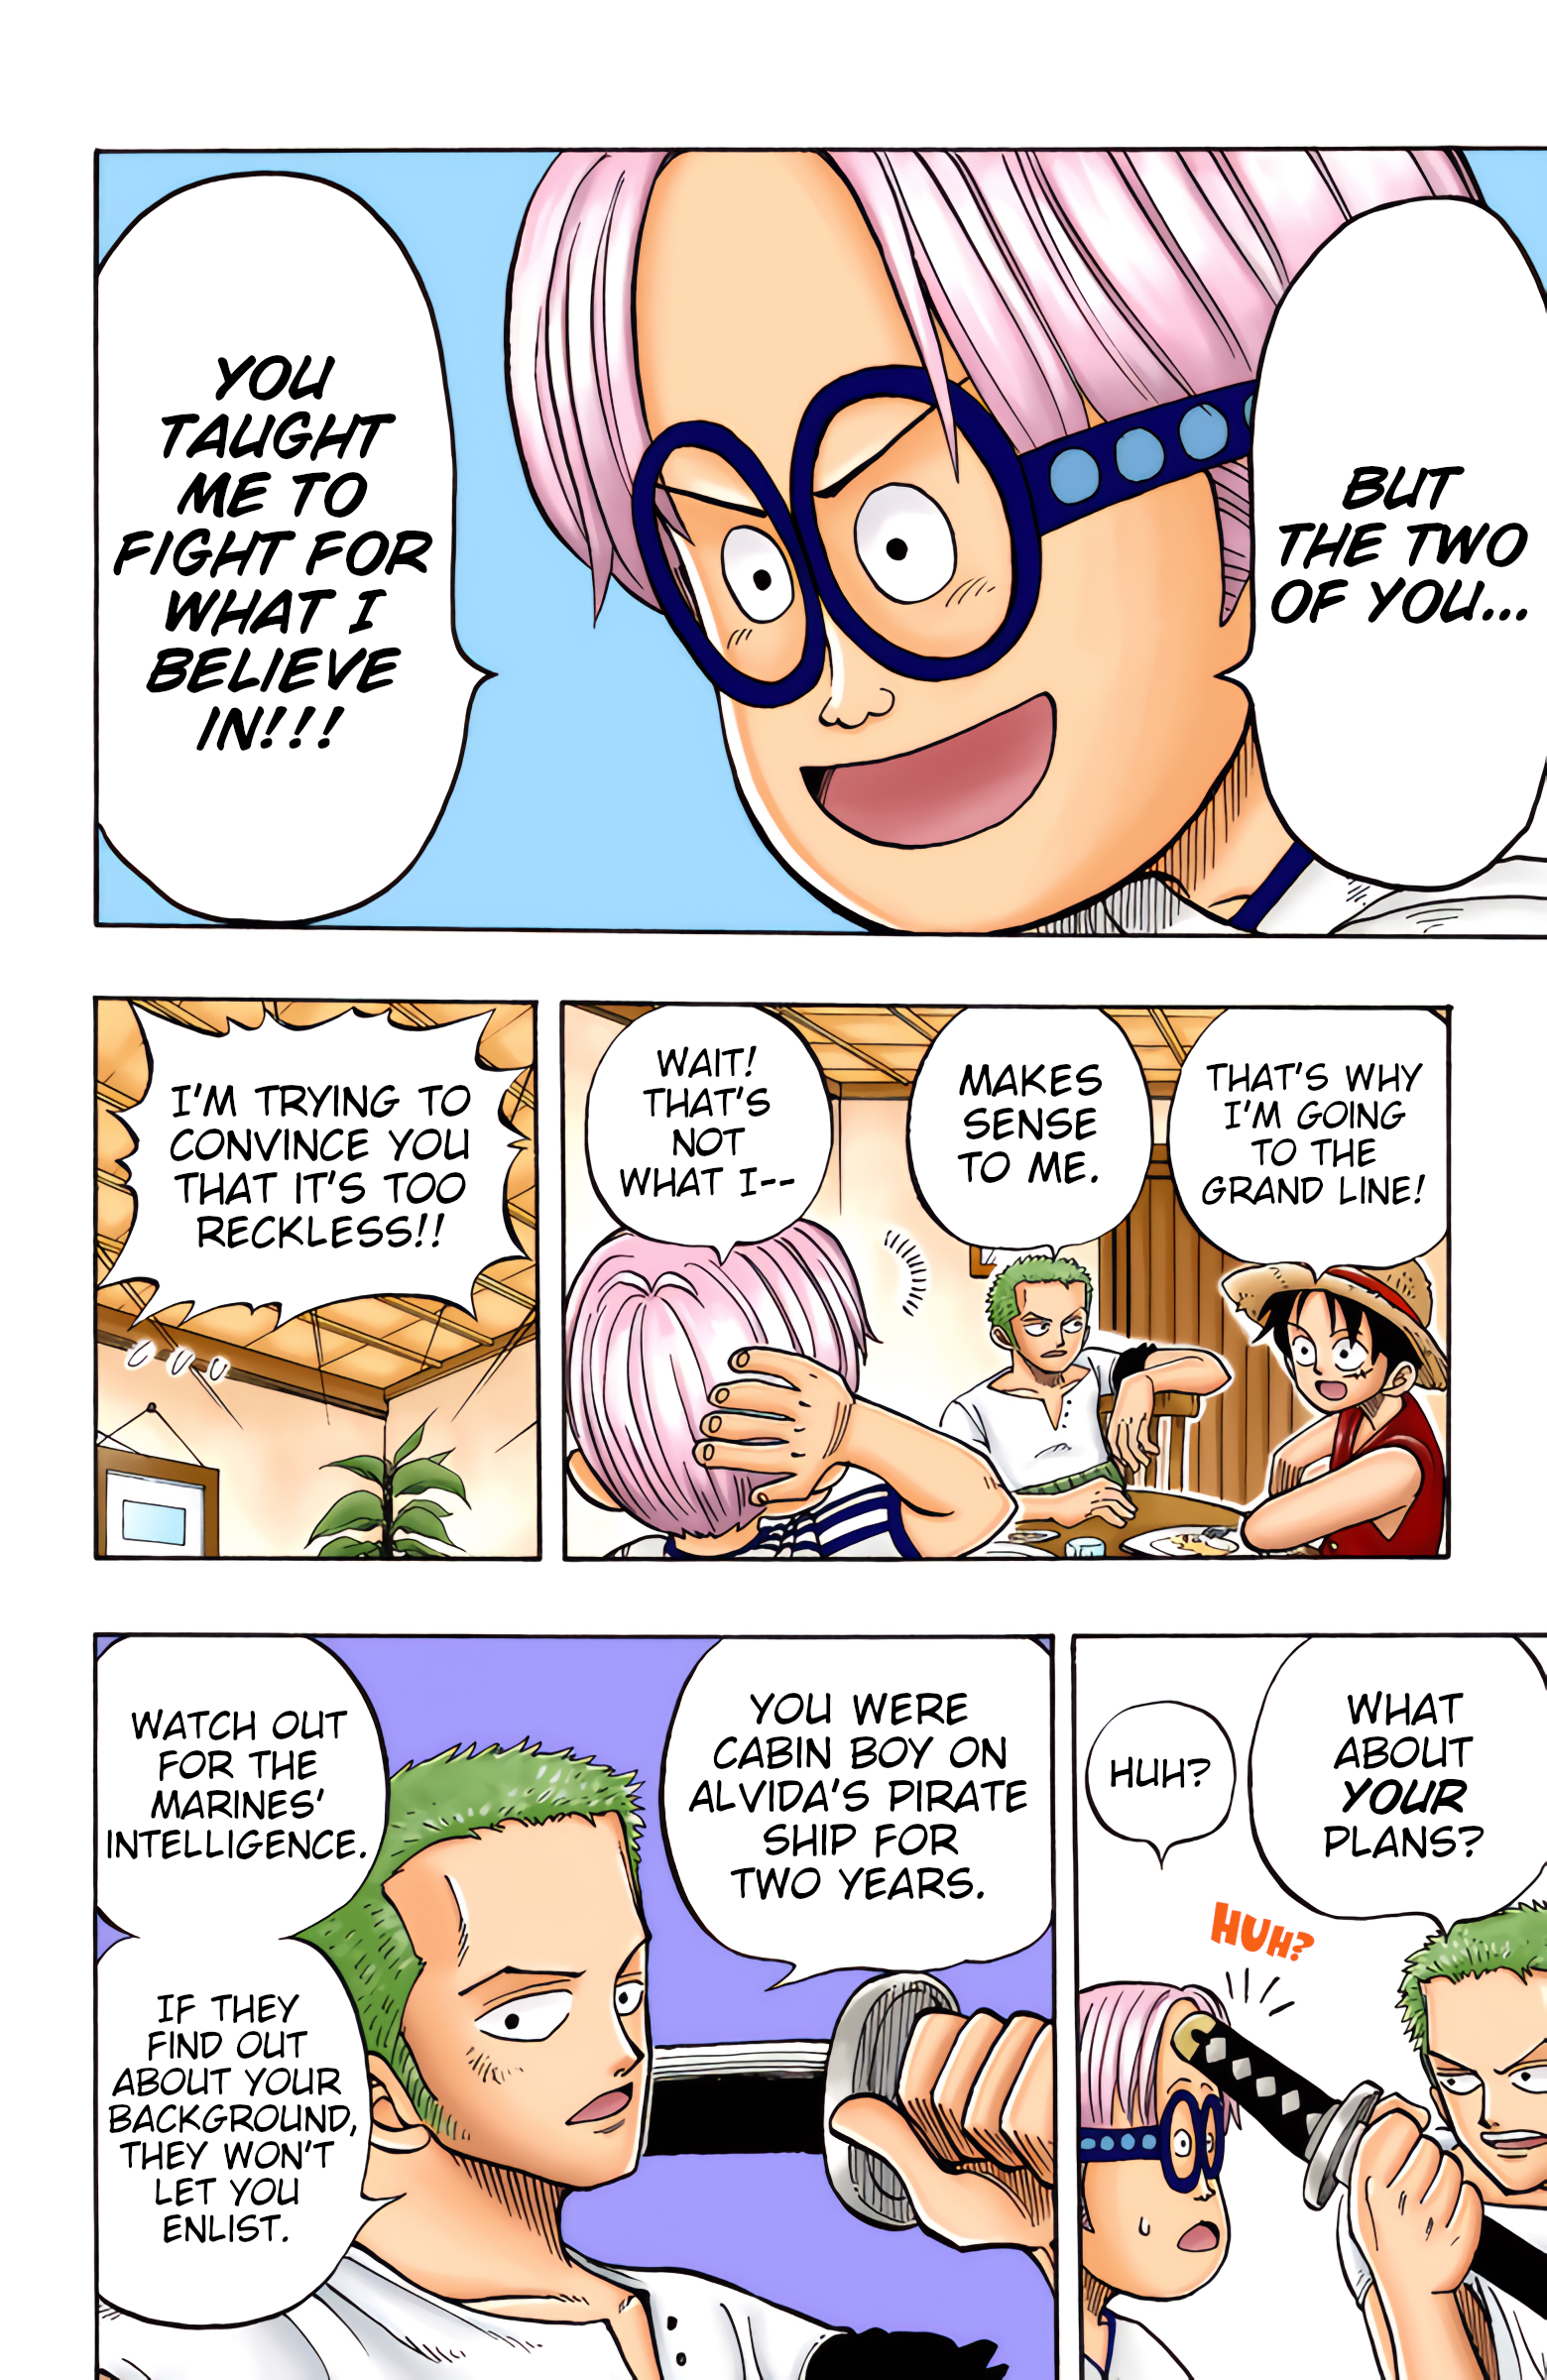 BUT
THE TWO
OF YOU...
YOU
TAUGHT
ME TO
FIGHT FOR
WHAT I
BELIEVE
IN!!!
THAT'S WHY
I'M GOING
TO THE
GRAND LINE!
MAKES
SENSE
TO ME.
WAIT!
THAT'S
NOT
WHAT I--
I'M TRYING TO
CONVINCE YOU
THAT IT'S TOO
RECKLESS!!
WHAT
ABOUT
YOUR
PLANS?
HUH?
HUH?
YOU WERE
CABIN BOY ON
ALVIDA'S PIRATE
SHIP FOR
TWO YEARS.
WATCH OUT
FOR THE
MARINES'
INTELLIGENCE.
IF THEY
FIND OUT
ABOUT YOUR
BACKGROUND,
THEY WON'T
LET YOU
ENLIST.